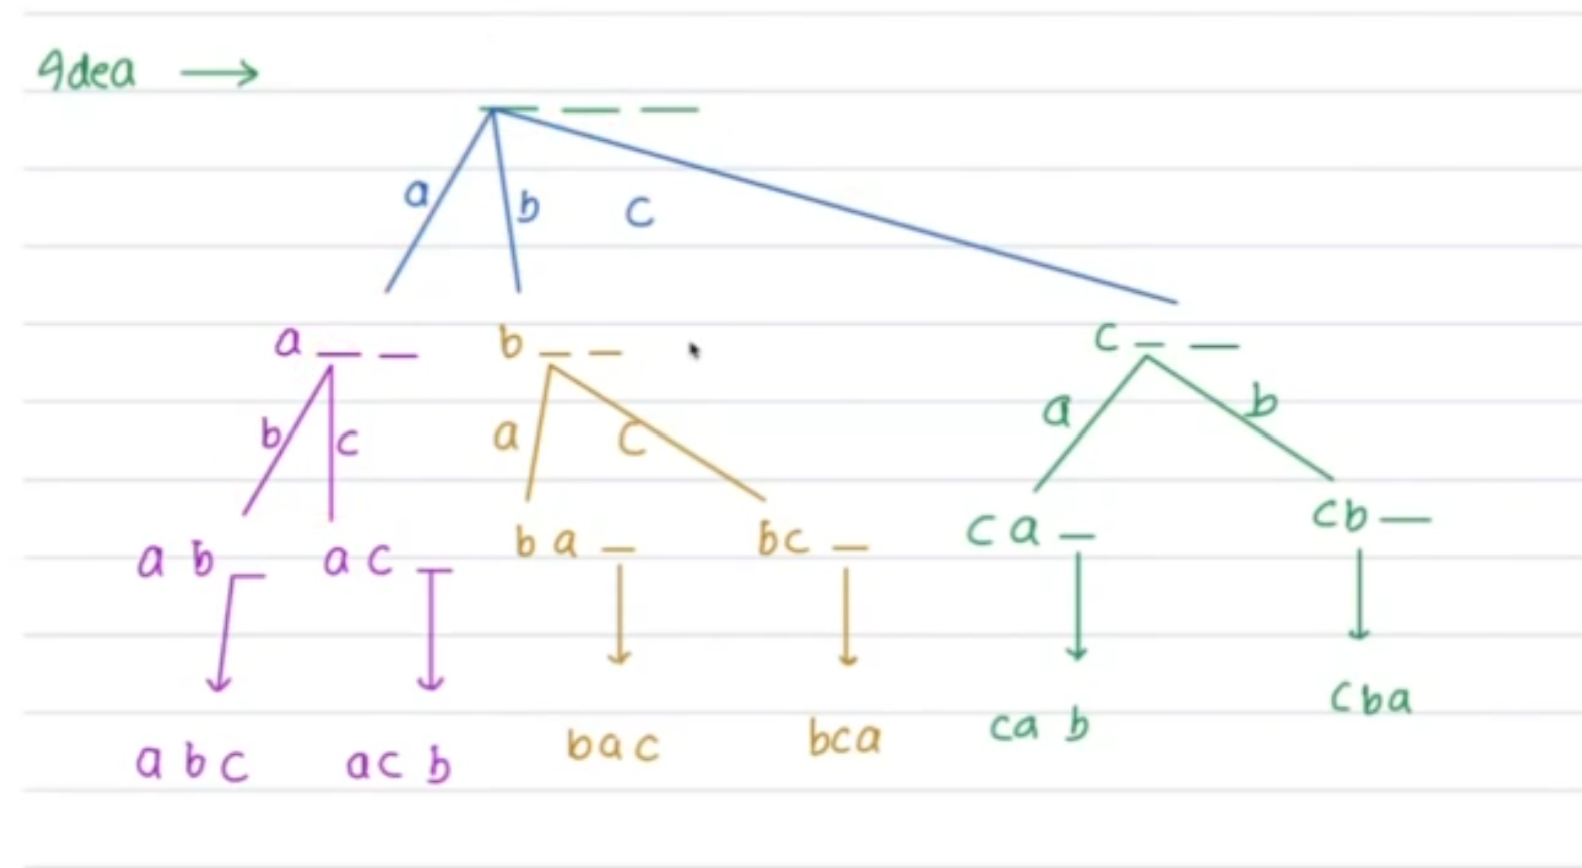 Idea →
_ _ _
a b c
a _ _ b _ _ c _ _
b c a c a b
a b _ a c _ b a _ b c _ c a _ c b _
a b c a c b b a c b c a c a b c b a